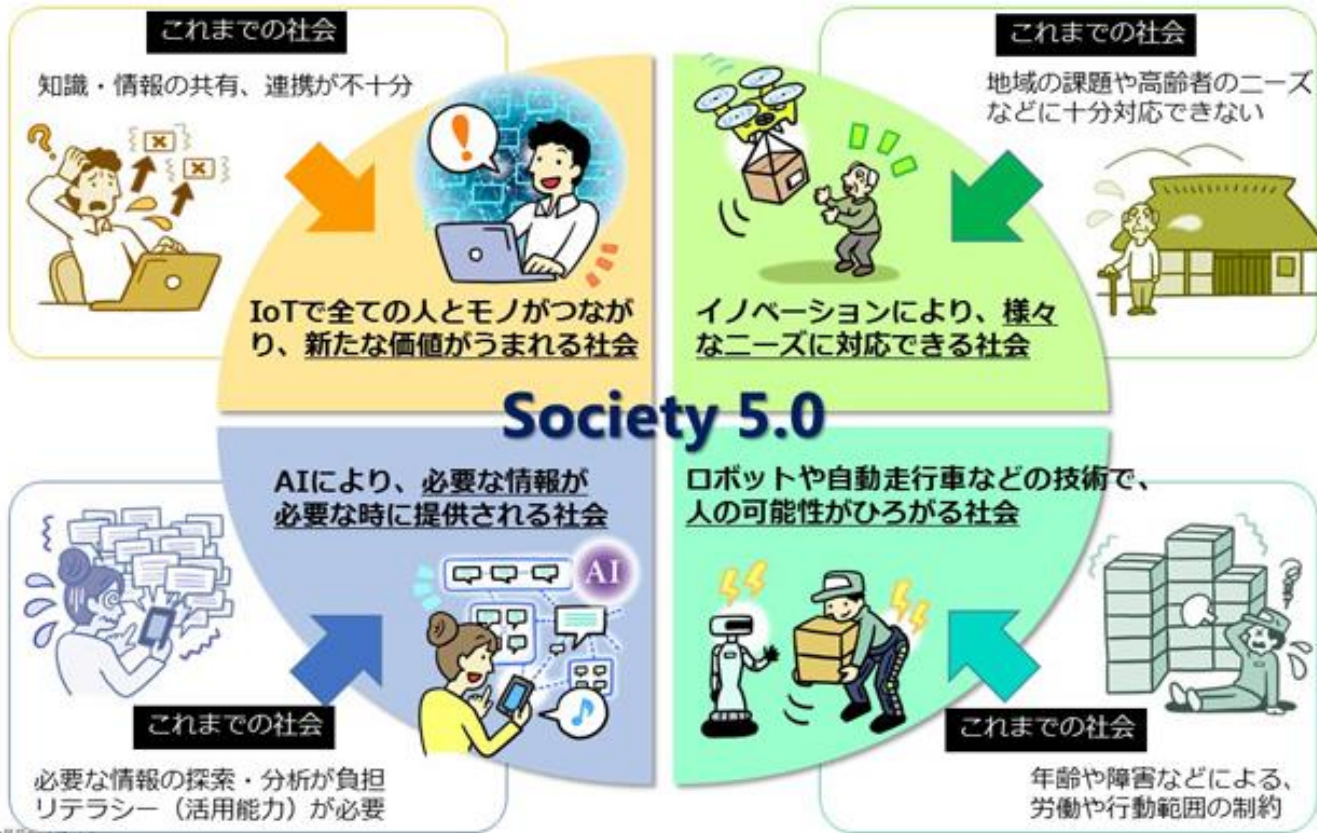 これまでの社会
知識・情報の共有、連携が不十分
IoTで全ての人とモノがつなが
り、新たな価値がうまれる社会
これまでの社会
地域の課題や高齢者のニーズ
などに十分対応できない
イノベーションにより、様々
なニーズに対応できる社会
Society 5.0
AIにより、必要な情報が
必要な時に提供される社会
AI
これまでの社会
必要な情報の探索・分析が負担
リテラシー（活用能力）が必要
ロボットや自動走行車などの技術で、
人の可能性がひろがる社会
これまでの社会
年齢や障害などによる、
労働や行動範囲の制約